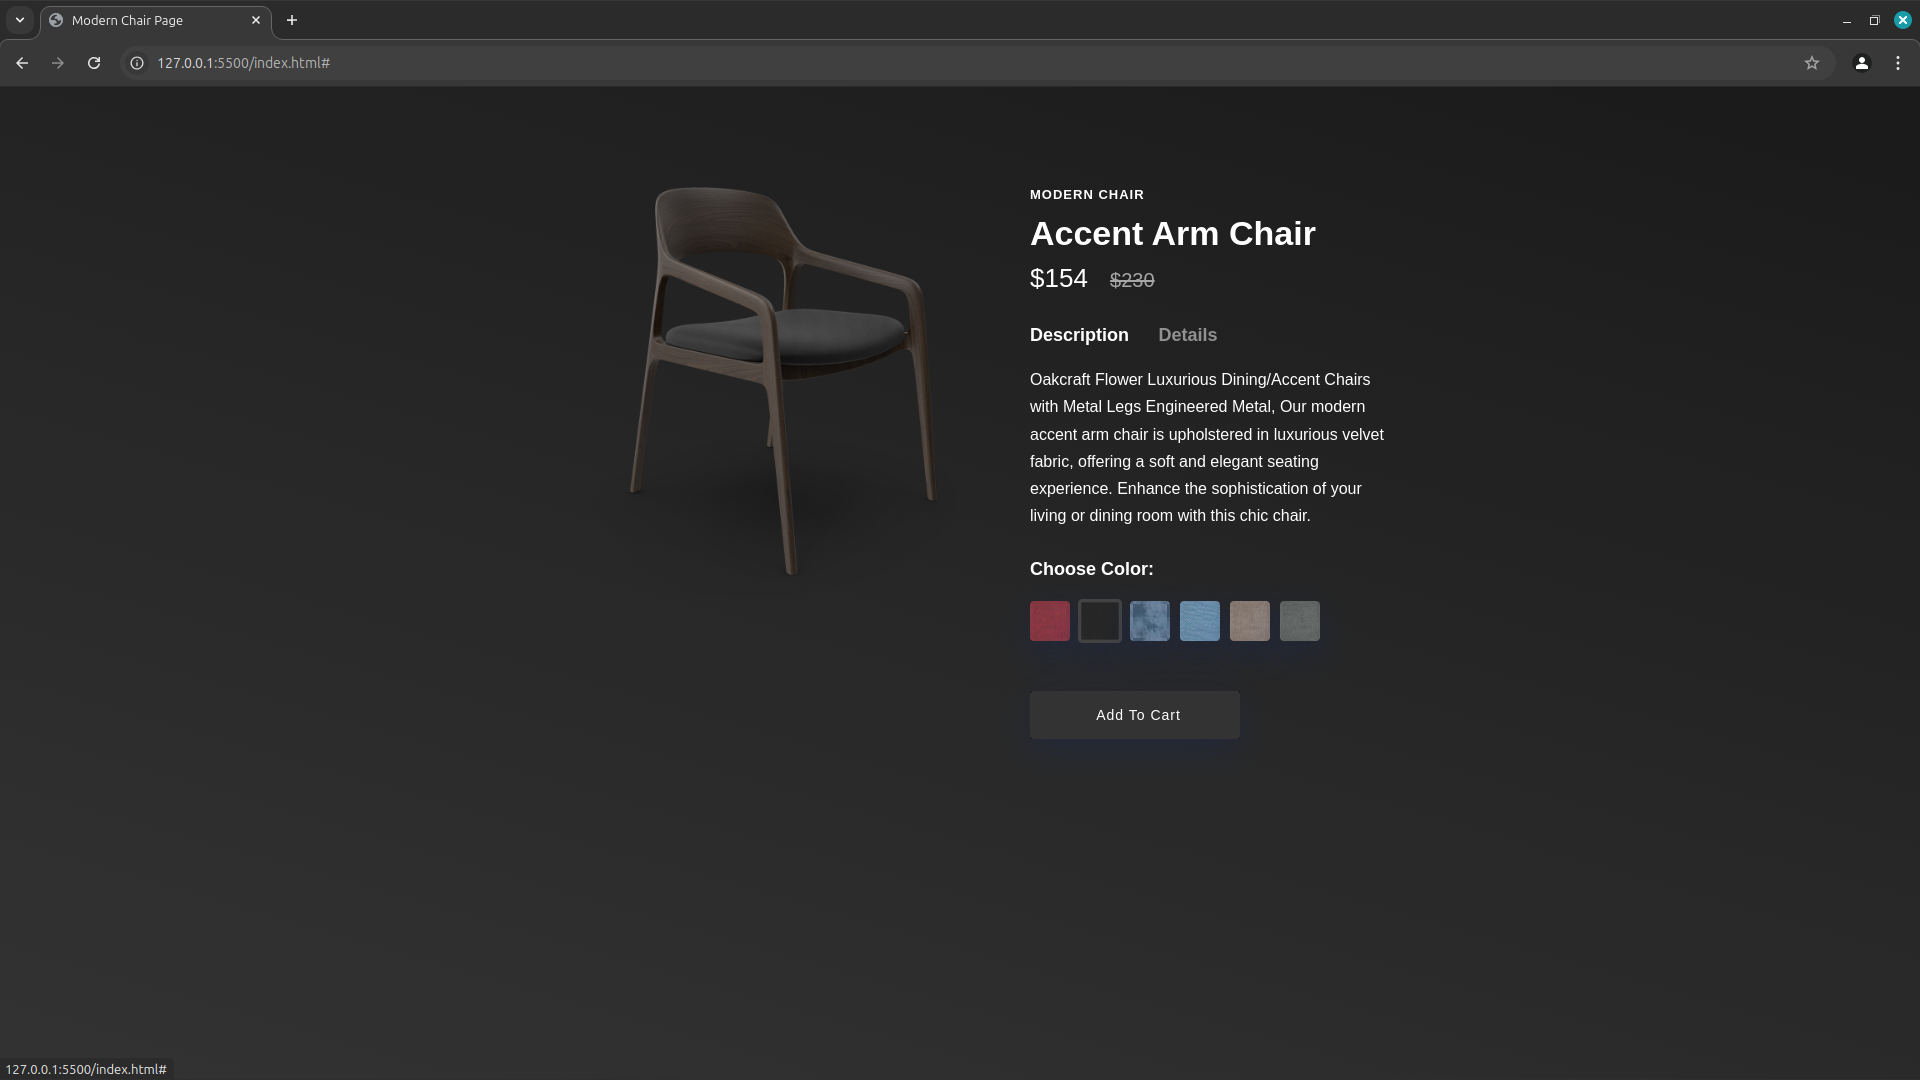 Modern Chair Page
127.0.0.1:5500/index.html#
MODERN CHAIR
Accent Arm Chair
$154 $230
Description Details
Oakcraft Flower Luxurious Dining/Accent Chairs
with Metal Legs Engineered Metal, Our modern
accent arm chair is upholstered in luxurious velvet
fabric, offering a soft and elegant seating
experience. Enhance the sophistication of your
living or dining room with this chic chair.
Choose Color:
Add To Cart
127.0.0.1:5500/index.html#